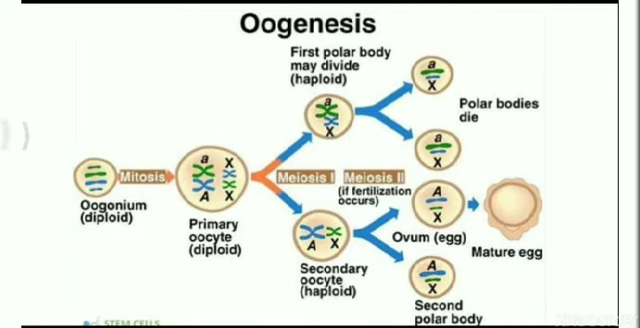 Oogenesis
First polar body
may divide
(haploid)
a
X
a
X
Polar bodies
die
a
X
Mitosis
Oogonium
(diploid)
a
X
A
X
Primary
oocyte
(diploid)
Meiosis I
Meiosis II
(if fertilization
occurs)
A
X
Ovum (egg)
Mature egg
A X
Secondary
oocyte
(haploid)
A
X
Second
polar body
STEM CELLS